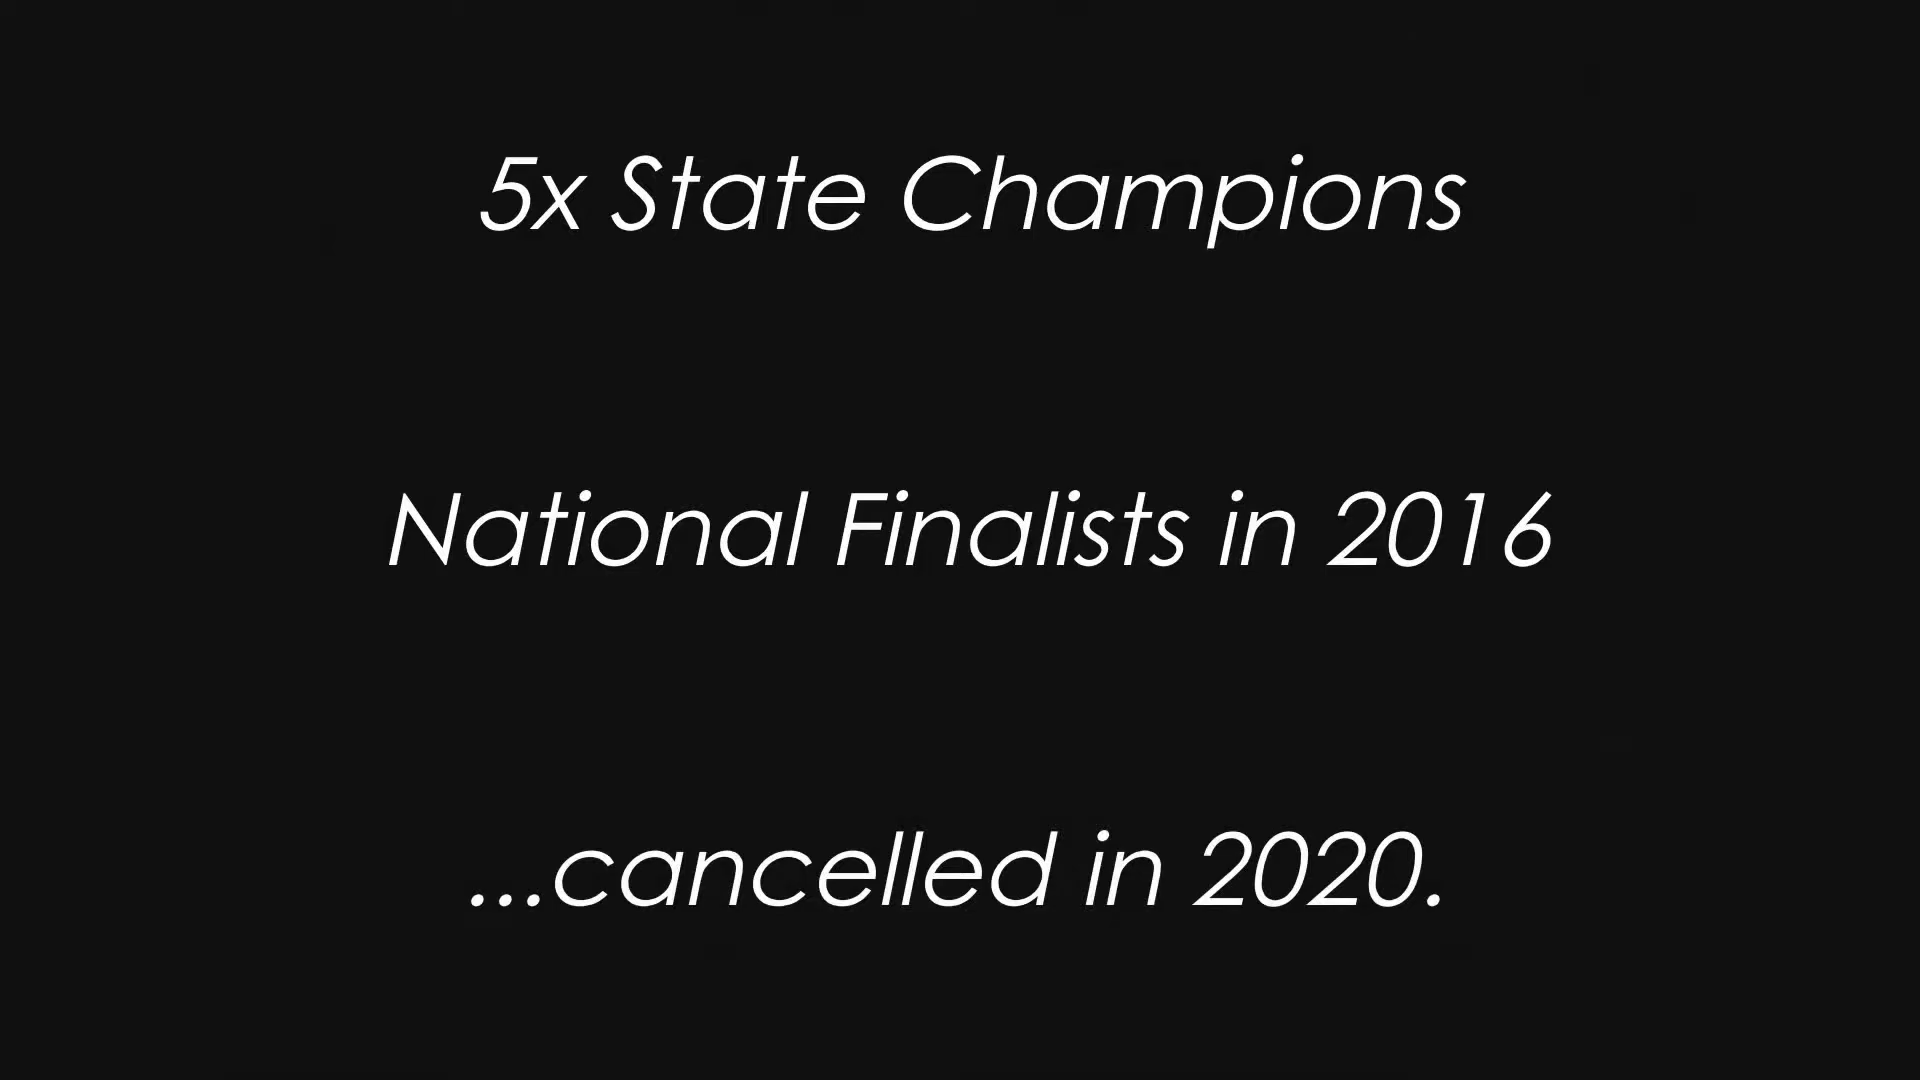 5x State Champions
National Finalists in 2016
...cancelled in 2020.